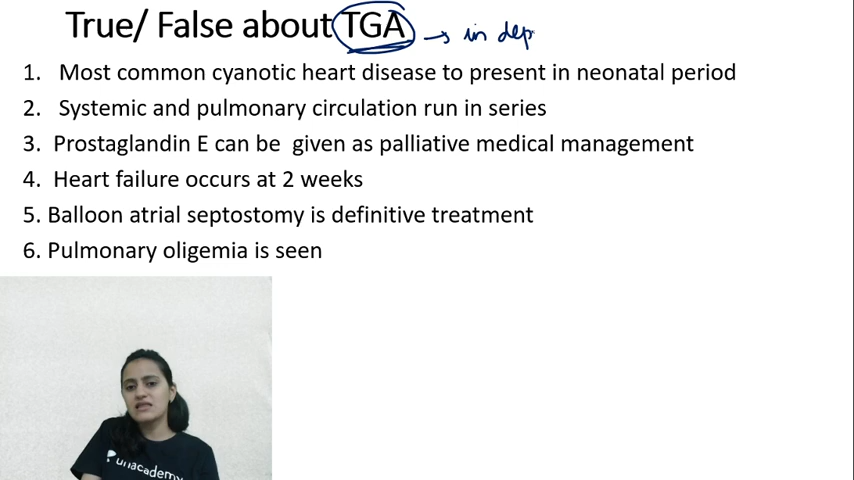 True/ False about TGA → in dep
1. Most common cyanotic heart disease to present in neonatal period
2. Systemic and pulmonary circulation run in series
3. Prostaglandin E can be given as palliative medical management
4. Heart failure occurs at 2 weeks
5. Balloon atrial septostomy is definitive treatment
6. Pulmonary oligemia is seen
unacademy